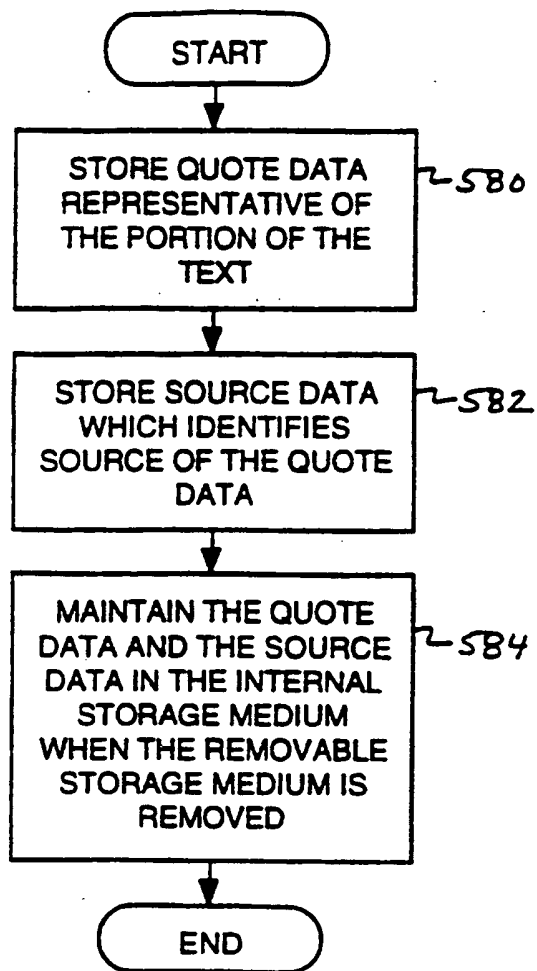 START
STORE QUOTE DATA
REPRESENTATIVE OF
THE PORTION OF THE
TEXT
580
STORE SOURCE DATA
WHICH IDENTIFIES
SOURCE OF THE QUOTE
DATA
582
MAINTAIN THE QUOTE
DATA AND THE SOURCE
DATA IN THE INTERNAL
STORAGE MEDIUM
WHEN THE REMOVABLE
STORAGE MEDIUM IS
REMOVED
584
END